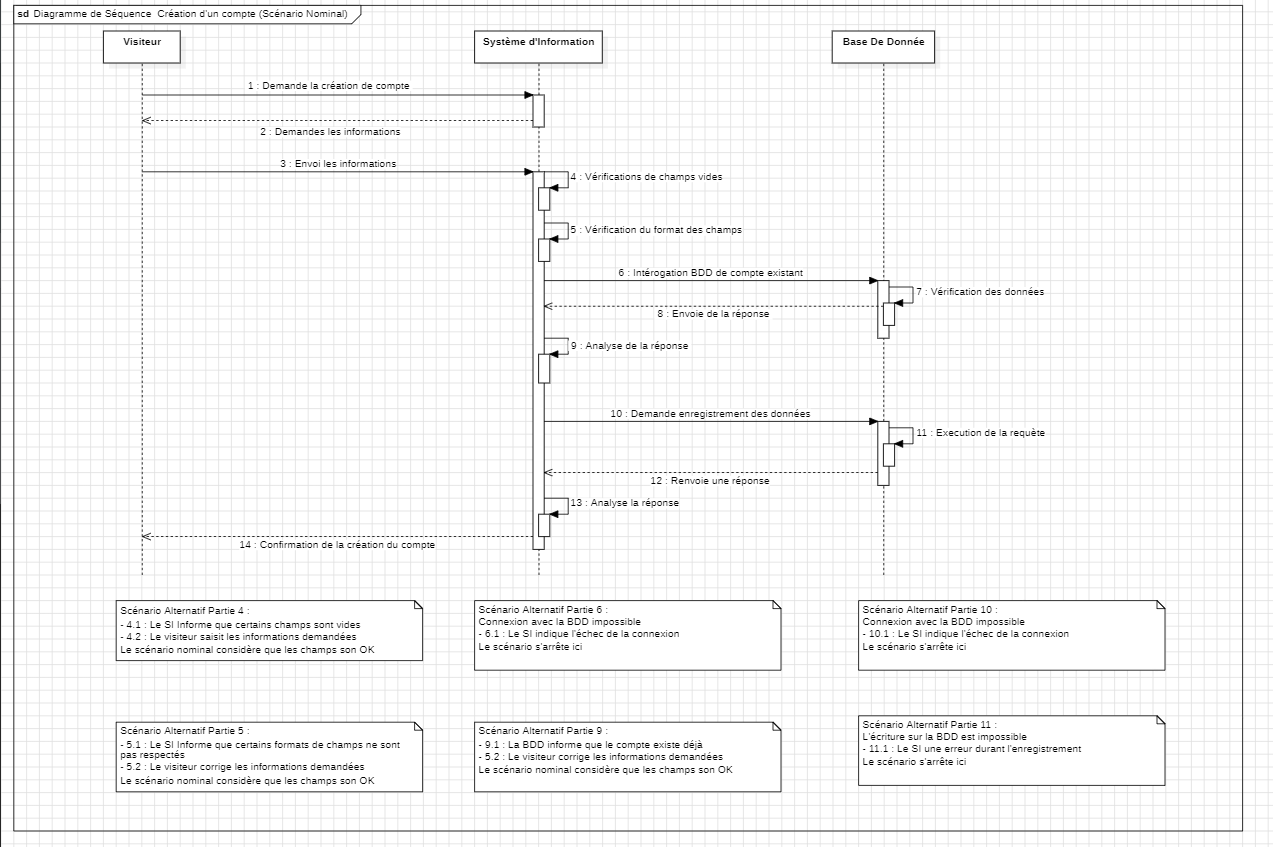 sd Diagramme de Séquence Création d'un compte (Scénario Nominal)
Visiteur
Système d'Information
Base De Donnée
1 : Demande la création de compte
2 : Demandes les informations
3 : Envoi les informations
4 : Vérifications de champs vides
5 : Vérification du format des champs
6 : Intérogation BDD de compte existant
7 : Vérification des données
8 : Envoie de la réponse
9 : Analyse de la réponse
10 : Demande enregistrement des données
11 : Execution de la requète
12 : Renvoie une réponse
13 : Analyse la réponse
14 : Confirmation de la création du compte
Scénario Alternatif Partie 4 :
- 4.1 : Le SI Informe que certains champs sont vides
- 4.2 : Le visiteur saisit les informations demandées
Le scénario nominal considère que les champs son OK
Scénario Alternatif Partie 6 :
Connexion avec la BDD impossible
- 6.1 : Le SI indique l'échec de la connexion
Le scénario s'arrête ici
Scénario Alternatif Partie 10 :
Connexion avec la BDD impossible
- 10.1 : Le SI indique l'échec de la connexion
Le scénario s'arrête ici
Scénario Alternatif Partie 5 :
- 5.1 : Le SI Informe que certains formats de champs ne sont
pas respectés
- 5.2 : Le visiteur corrige les informations demandées
Le scénario nominal considère que les champs son OK
Scénario Alternatif Partie 9 :
- 9.1 : La BDD informe que le compte existe déjà
- 5.2 : Le visiteur corrige les informations demandées
Le scénario nominal considère que les champs son OK
Scénario Alternatif Partie 11 :
L'écriture sur la BDD est impossible
- 11.1 : Le SI une erreur durant l'enregistrement
Le scénario s'arrête ici